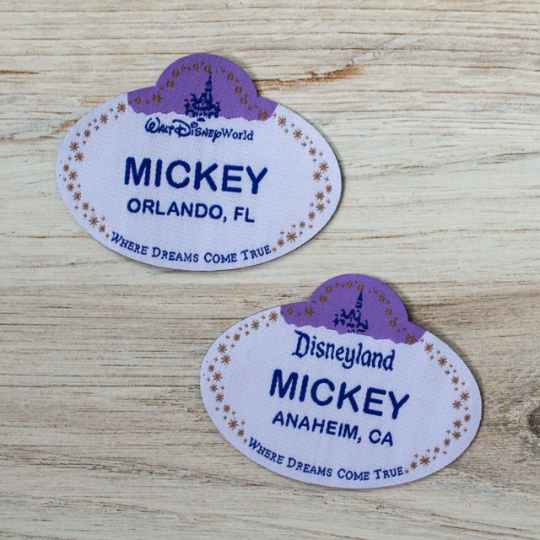 Walt Disney World
MICKEY
ORLANDO, FL
WHERE DREAMS COME TRUE
Disneyland
MICKEY
ANAHEIM, CA
WHERE DREAMS COME TRUE